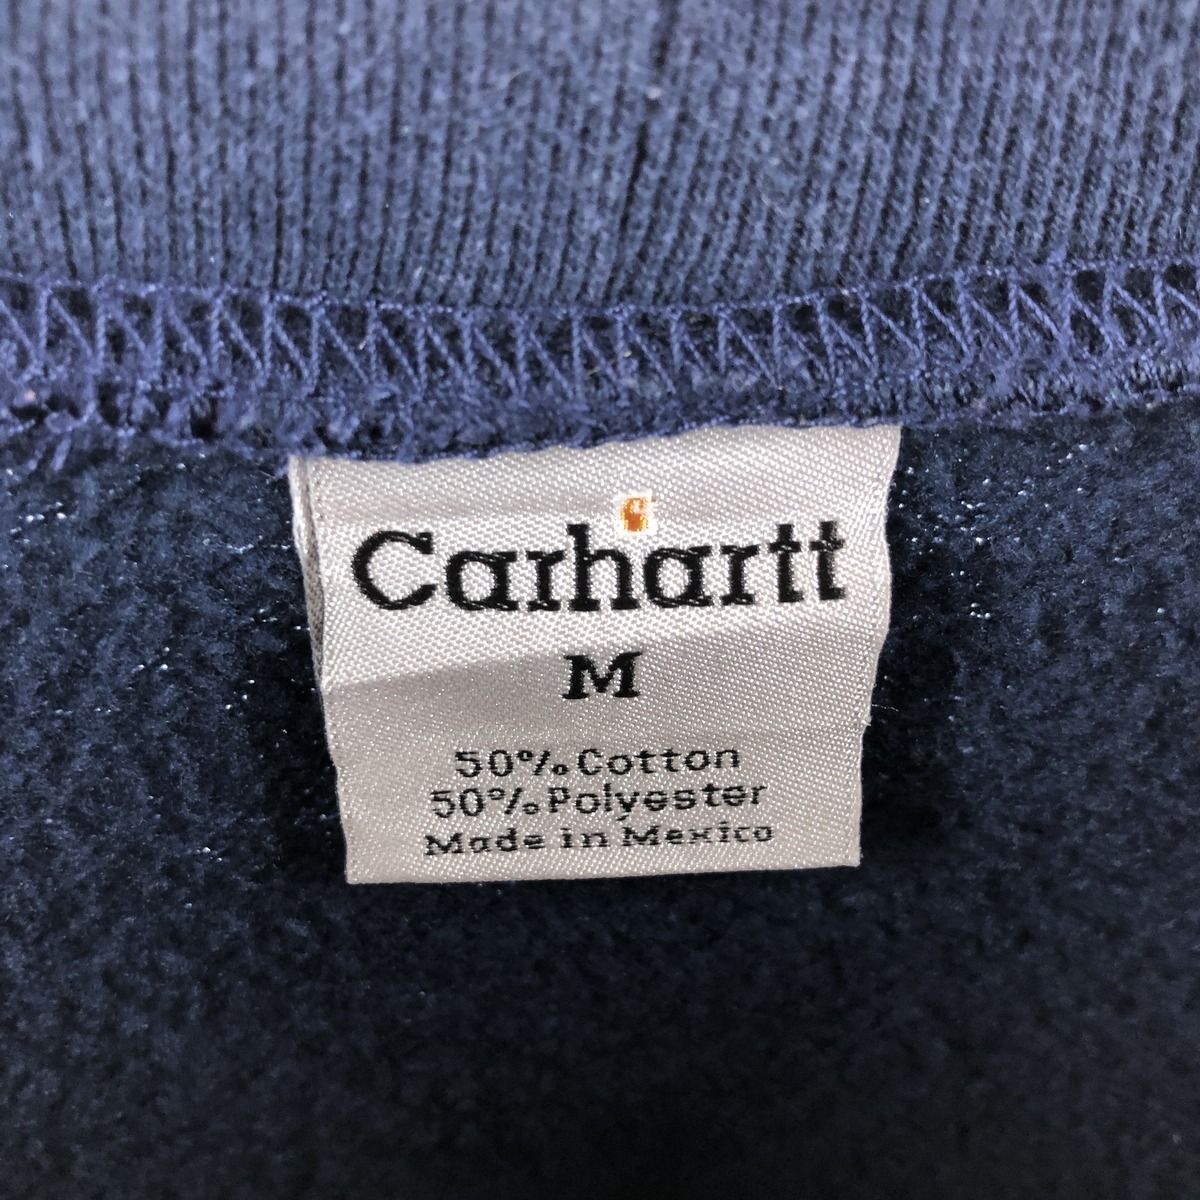 Carhartt
M
50% Cotton
50% Polyester
Made in Mexico